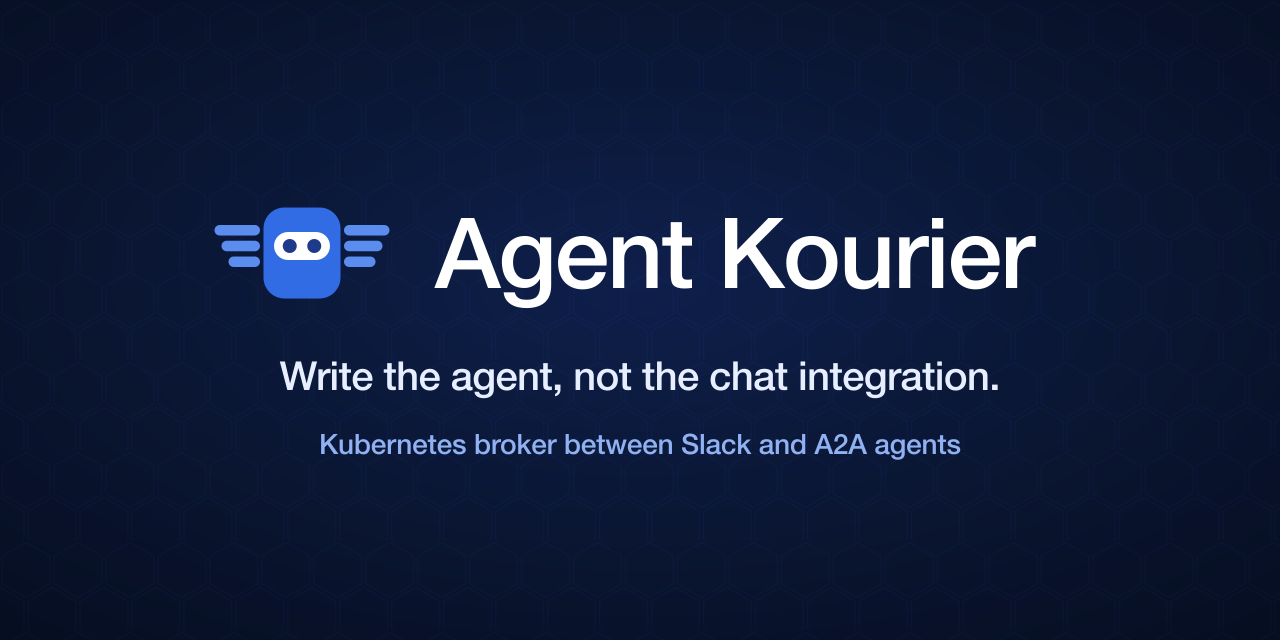 Agent Kourier
Write the agent, not the chat integration.
Kubernetes broker between Slack and A2A agents